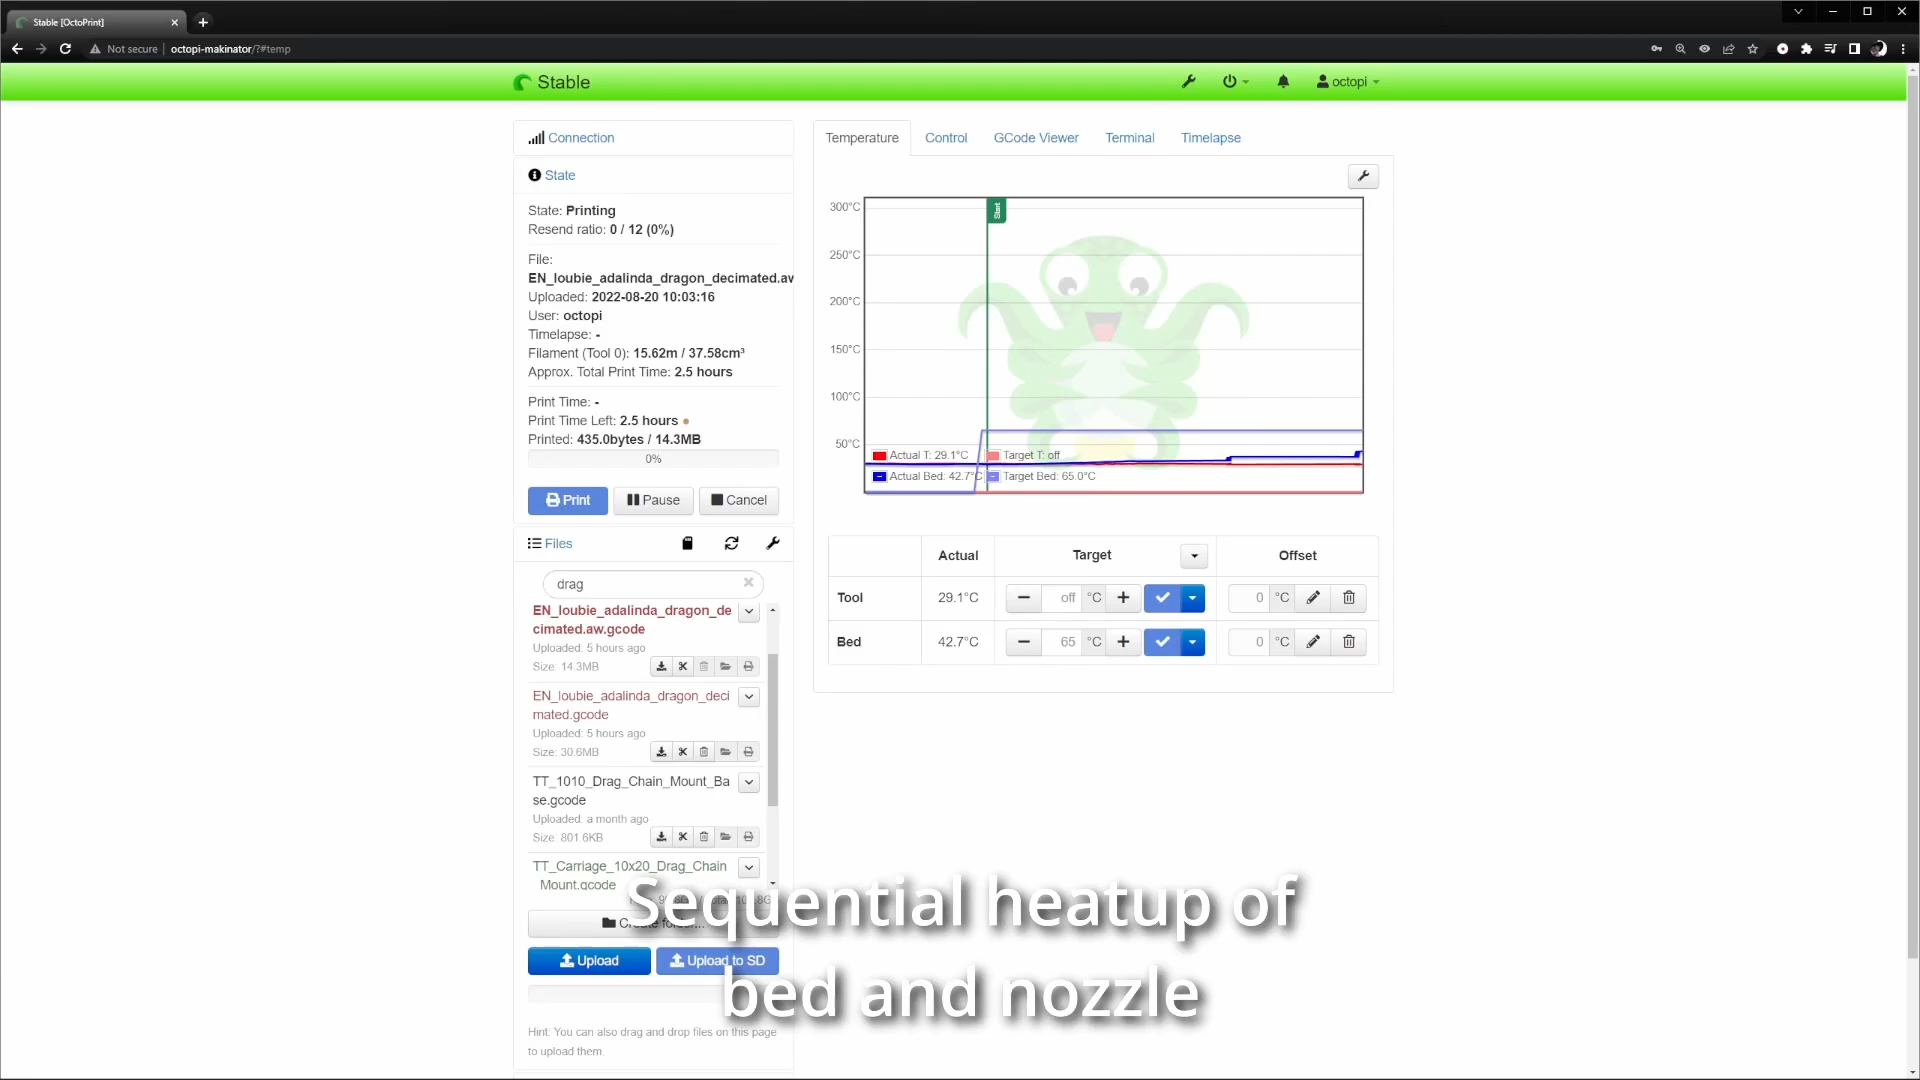 Stable [OctoPrint]
Not secure
octopi-makinator/?#temp
Stable
octopi
Connection
State
State: Printing
Resend ratio: 0 / 12 (0%)
File:
EN_loubie_adalinda_dragon_decimated.aw
Uploaded: 2022-08-20 10:03:16
User: octopi
Timelapse: -
Filament (Tool 0): 15.62m / 37.58cm³
Approx. Total Print Time: 2.5 hours
Print Time: -
Print Time Left: 2.5 hours
Printed: 435.0bytes / 14.3MB
0%
Print
Pause
Cancel
Files
drag
EN_loubie_adalinda_dragon_de
cimated.aw.gcode
Uploaded: 5 hours ago
Size: 14.3MB
EN_loubie_adalinda_dragon_deci
mated.gcode
Uploaded: 5 hours ago
Size: 30.6MB
TT_1010_Drag_Chain_Mount_Ba
se.gcode
Uploaded: a month ago
Size: 801.6KB
TT_Carriage_10x20_Drag_Chain
_Mount.gcode
Upload
Upload to SD
Hint: You can also drag and drop files on this page
to upload them.
Temperature
Control
GCode Viewer
Terminal
Timelapse
300°C
250°C
200°C
150°C
100°C
50°C
Start
Actual T: 29.1°C
Target T: off
Actual Bed: 42.7°C
Target Bed: 65.0°C
Actual
Target
Offset
Tool
29.1°C
off °C
0 °C
Bed
42.7°C
65 °C
0 °C
Sequential heatup of
bed and nozzle